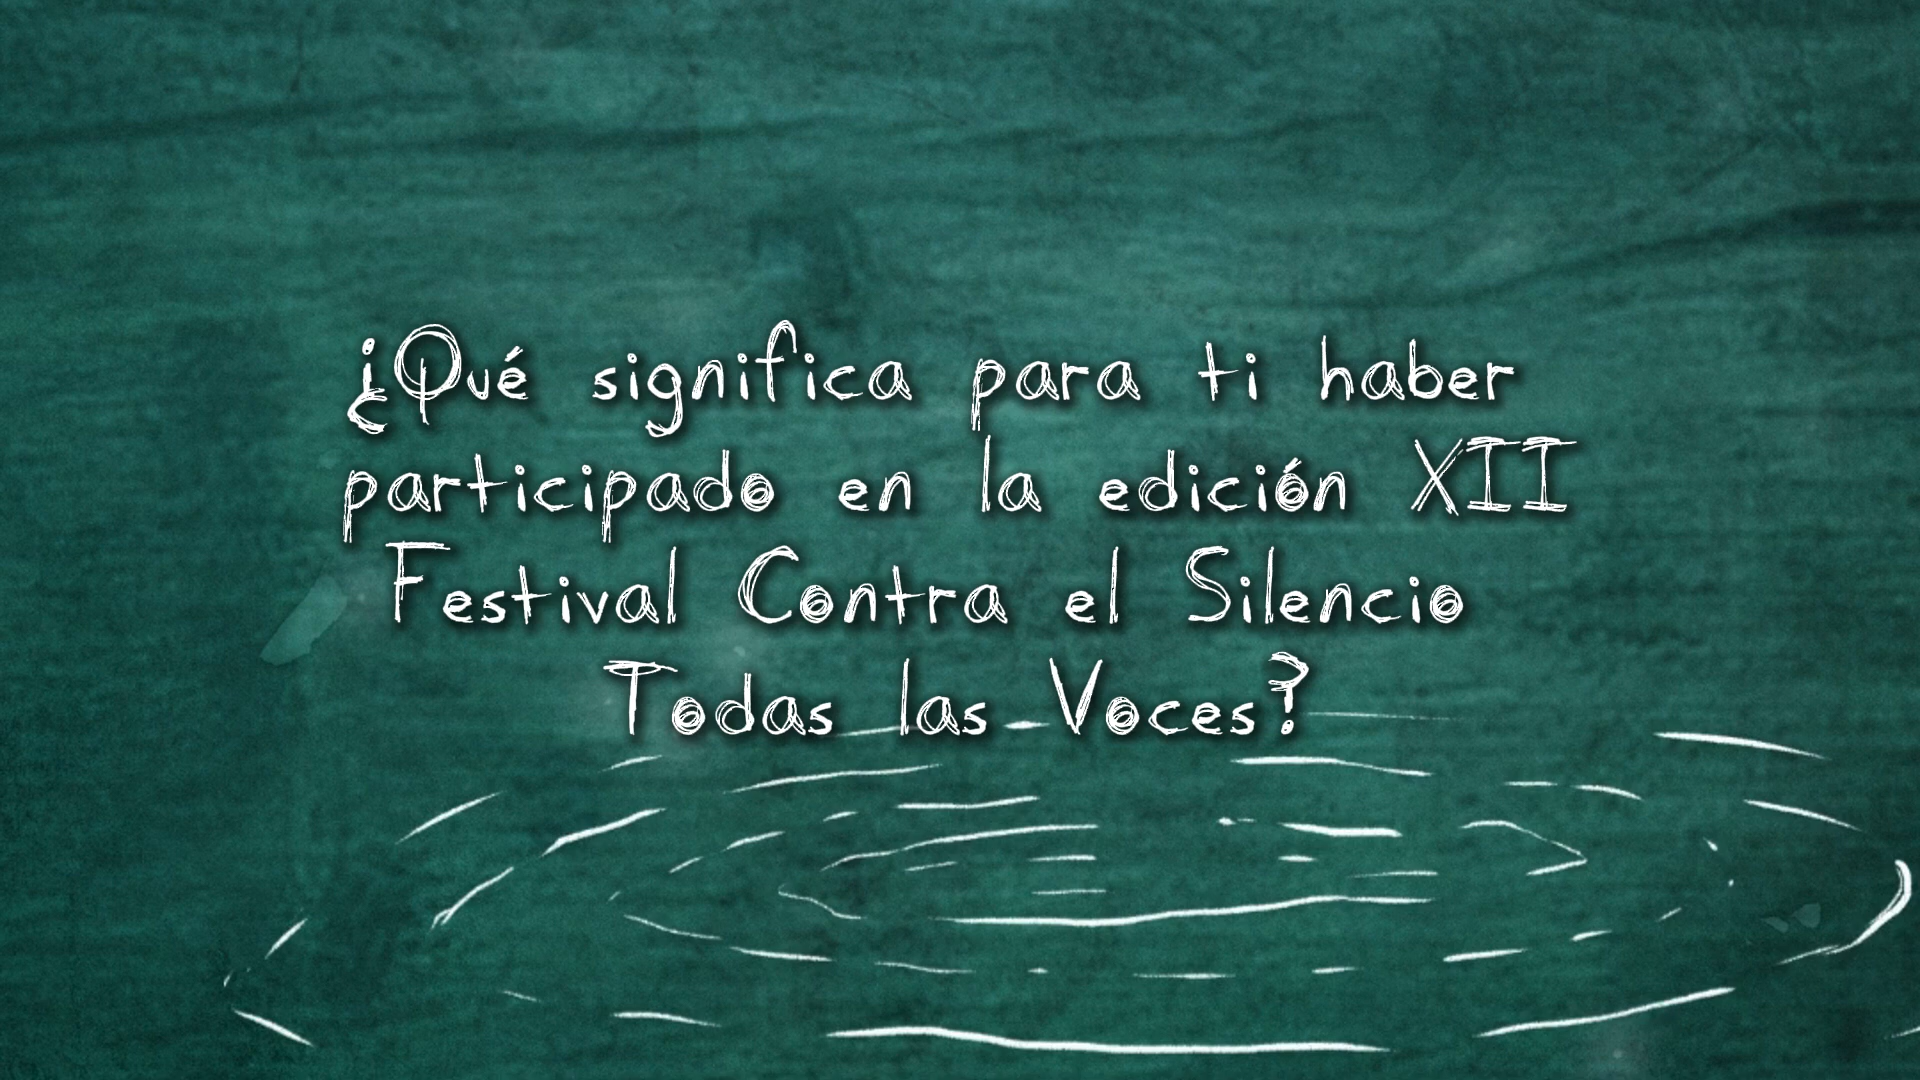 ¿Qué significa para ti haber
participado en la edición XII
Festival Contra el Silencio
Todas las Voces?